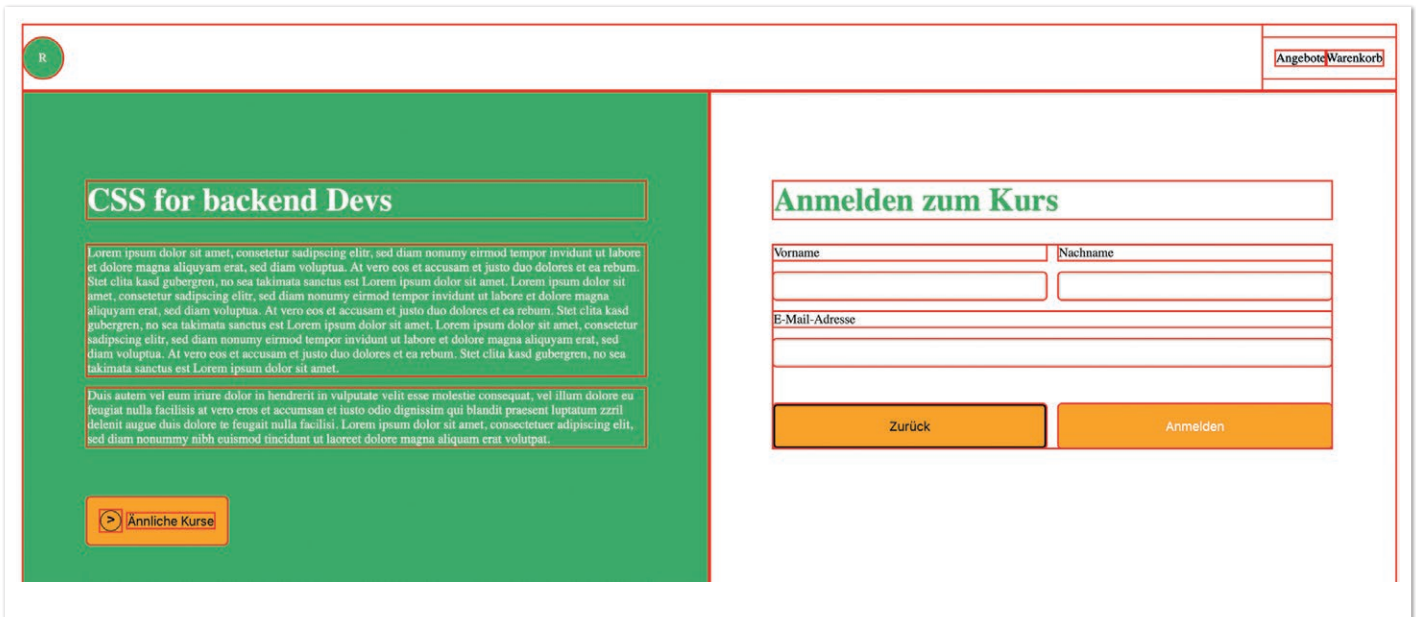 R
Angebote Warenkorb
CSS for backend Devs
Lorem ipsum dolor sit amet, consetetur sadipscing elitr, sed diam nonumy eirmod tempor invidunt ut labore
et dolore magna aliquyam erat, sed diam voluptua. At vero eos et accusam et justo duo dolores et ea rebum.
Stet clita kasd gubergren, no sea takimata sanctus est Lorem ipsum dolor sit amet. Lorem ipsum dolor sit
amet, consetetur sadipscing elitr, sed diam nonumy eirmod tempor invidunt ut labore et dolore magna
aliquyam erat, sed diam voluptua. At vero eos et accusam et justo duo dolores et ea rebum. Stet clita kasd
gubergren, no sea takimata sanctus est Lorem ipsum dolor sit amet. Lorem ipsum dolor sit amet, consetetur
sadipscing elitr, sed diam nonumy eirmod tempor invidunt ut labore et dolore magna aliquyam erat, sed
diam voluptua. At vero eos et accusam et justo duo dolores et ea rebum. Stet clita kasd gubergren, no sea
takimata sanctus est Lorem ipsum dolor sit amet.
Duis autem vel eum iriure dolor in hendrerit in vulputate velit esse molestie consequat, vel illum dolore eu
feugiat nulla facilisis at vero eros et accumsan et iusto odio dignissim qui blandit praesent luptatum zzril
delenit augue duis dolore te feugait nulla facilisi. Lorem ipsum dolor sit amet, consectetuer adipiscing elit,
sed diam nonummy nibh euismod tincidunt ut laoreet dolore magna aliquam erat volutpat.
> Ännliche Kurse
Anmelden zum Kurs
Vorname Nachname
E-Mail-Adresse
Zurück Anmelden